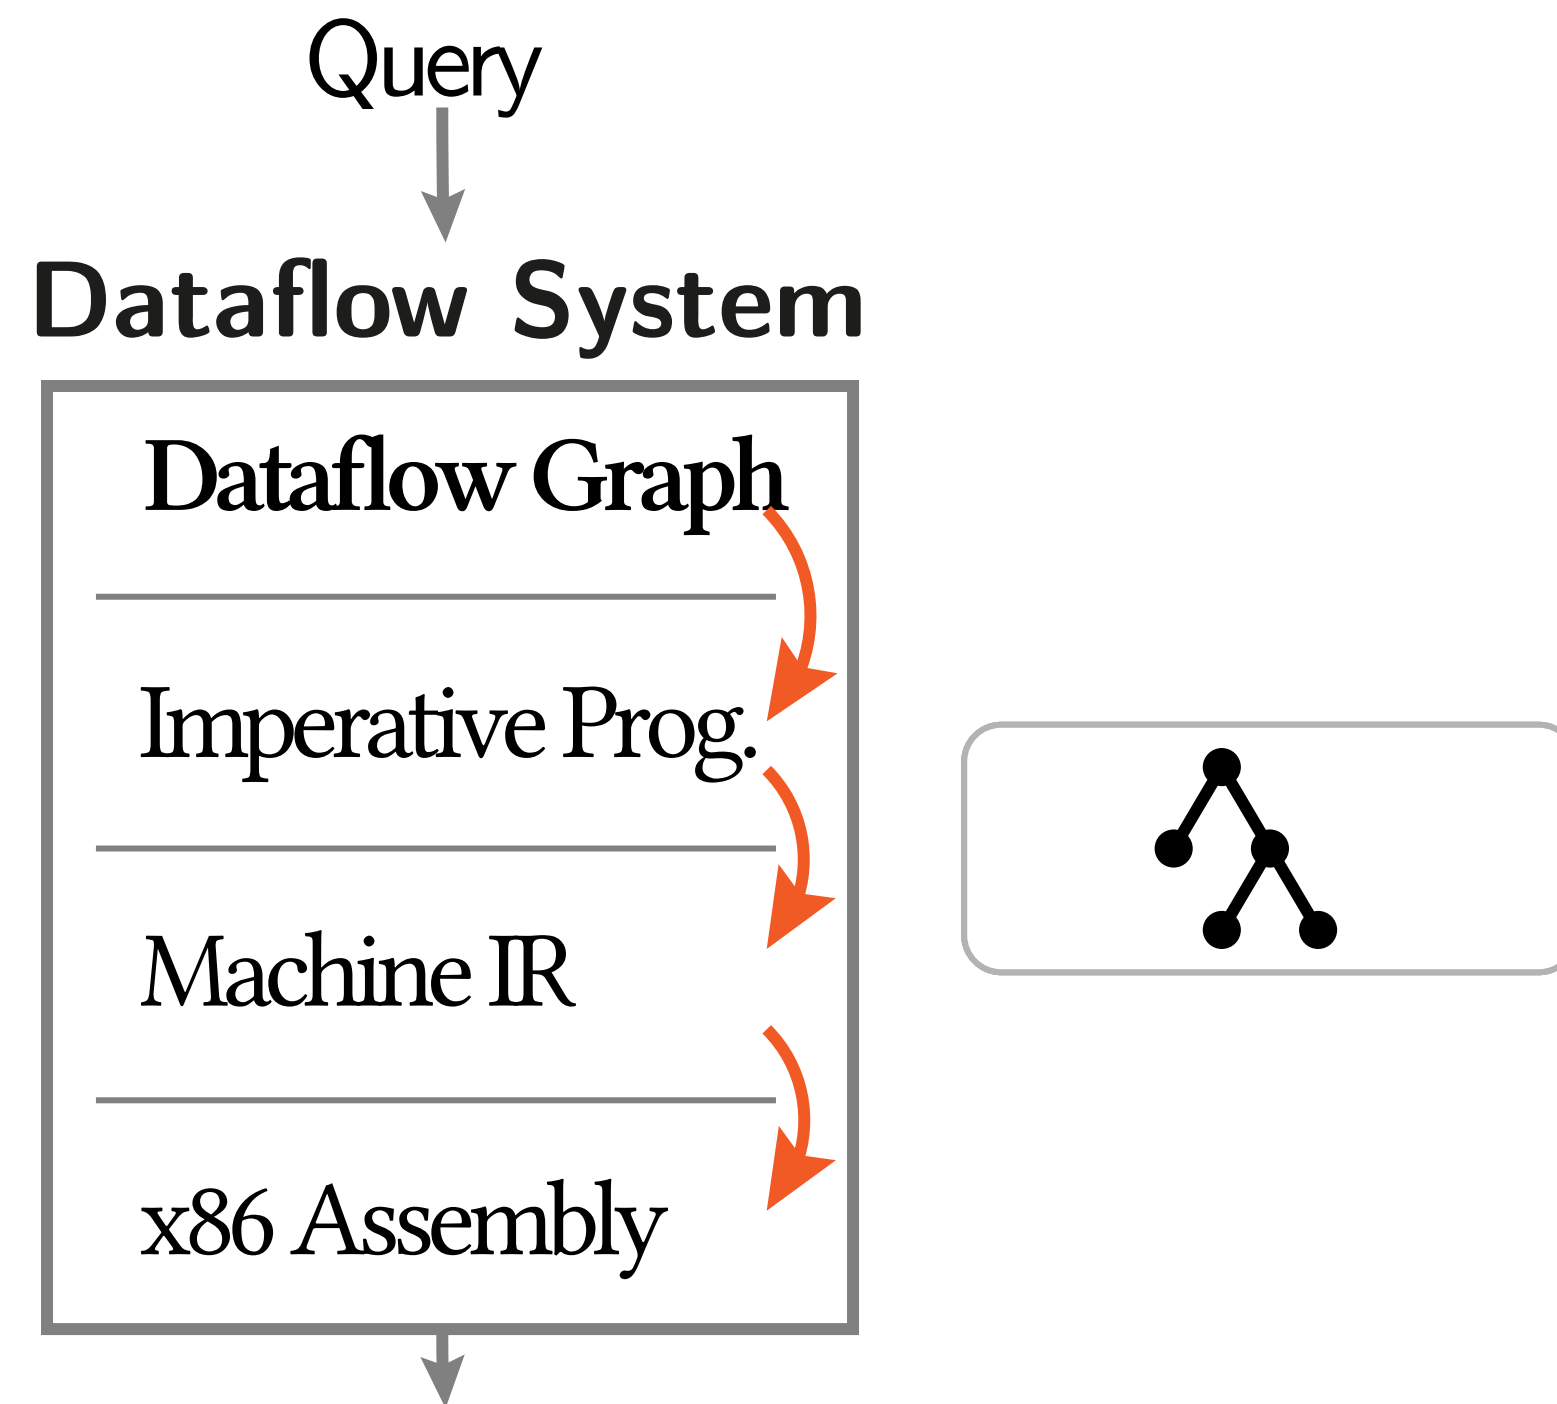 Query
Dataflow System
Dataflow Graph
Imperative Prog.
Machine IR
x86 Assembly